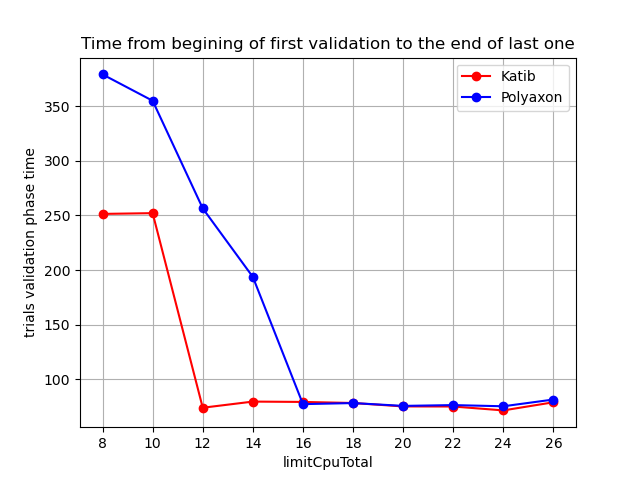 Time from begining of first validation to the end of last one
Katib
Polyaxon
trials validation phase time
350
300
250
200
150
100
8 10 12 14 16 18 20 22 24 26
limitCpuTotal